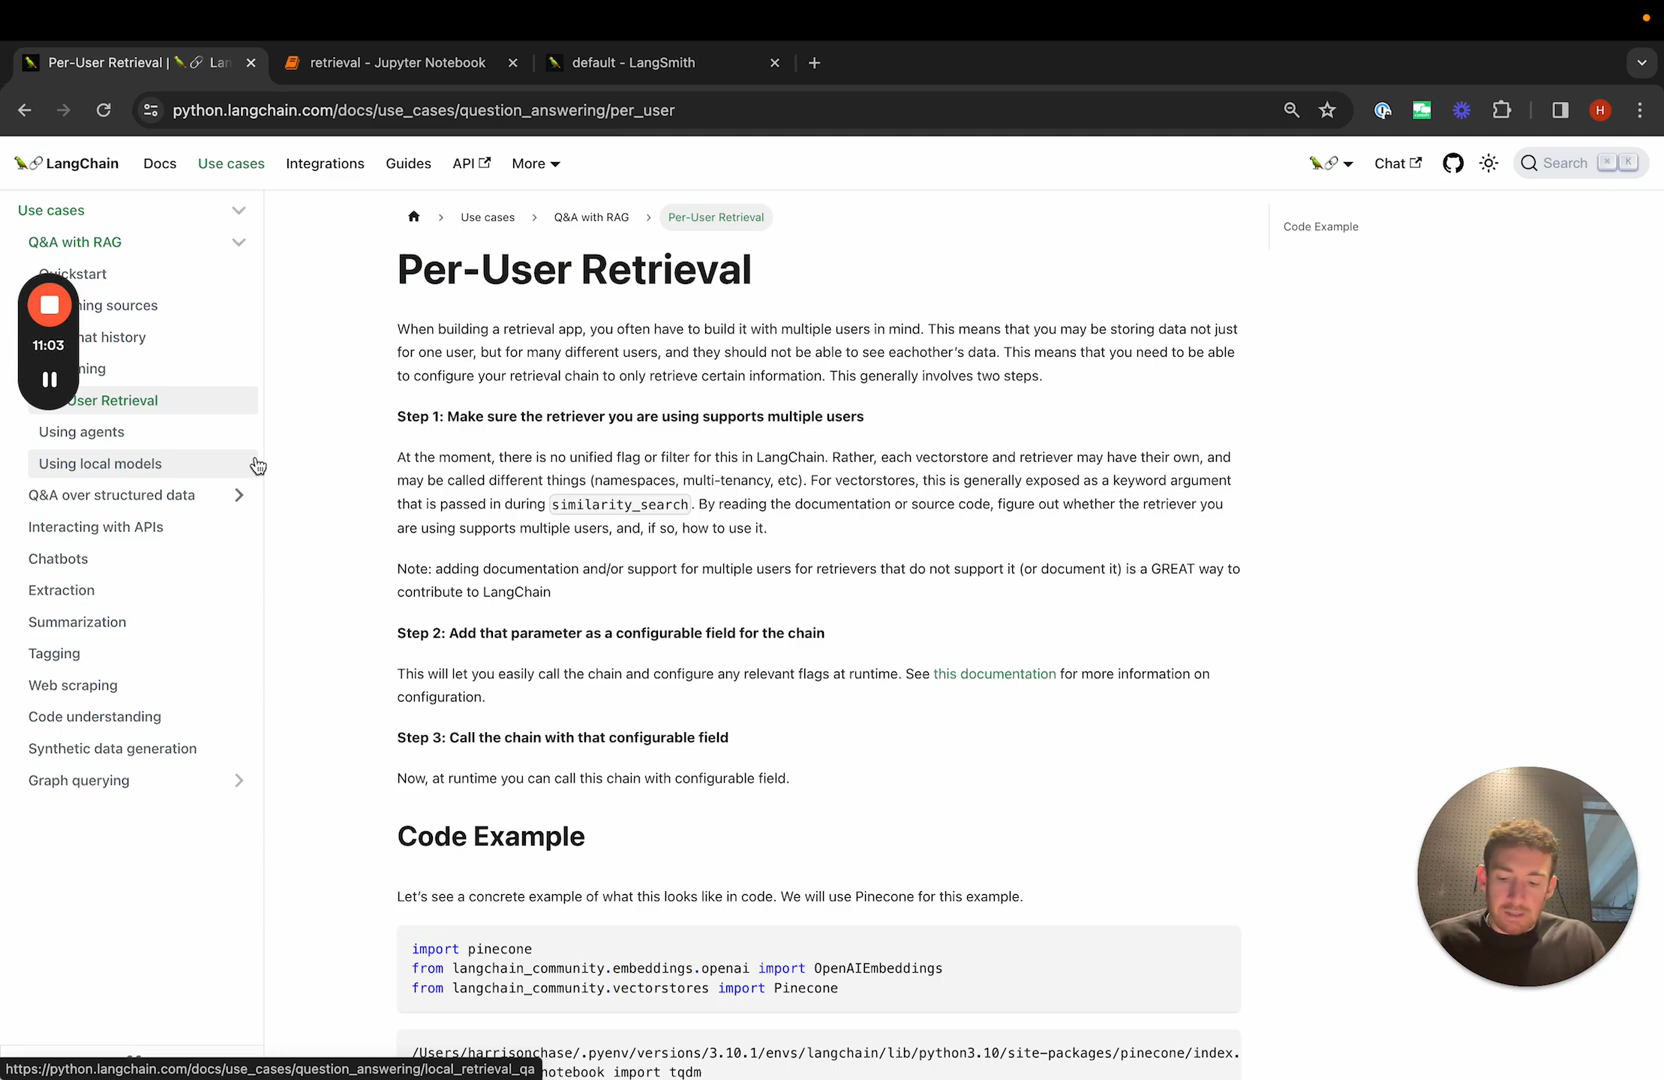 Per-User Retrieval | Lan
retrieval - Jupyter Notebook
default - LangSmith
python.langchain.com/docs/use_cases/question_answering/per_user
H
LangChain
Docs
Use cases
Integrations
Guides
API
More
Chat
Search
K
Use cases
Q&A with RAG
Quickstart
ning sources
hat history
ning
User Retrieval
Using agents
Using local models
Q&A over structured data
Interacting with APIs
Chatbots
Extraction
Summarization
Tagging
Web scraping
Code understanding
Synthetic data generation
Graph querying
11:03
Use cases
Q&A with RAG
Per-User Retrieval
Per-User Retrieval
When building a retrieval app, you often have to build it with multiple users in mind. This means that you may be storing data not just
for one user, but for many different users, and they should not be able to see eachother's data. This means that you need to be able
to configure your retrieval chain to only retrieve certain information. This generally involves two steps.
Step 1: Make sure the retriever you are using supports multiple users
At the moment, there is no unified flag or filter for this in LangChain. Rather, each vectorstore and retriever may have their own, and
may be called different things (namespaces, multi-tenancy, etc). For vectorstores, this is generally exposed as a keyword argument
that is passed in during similarity_search. By reading the documentation or source code, figure out whether the retriever you
are using supports multiple users, and, if so, how to use it.
Note: adding documentation and/or support for multiple users for retrievers that do not support it (or document it) is a GREAT way to
contribute to LangChain
Step 2: Add that parameter as a configurable field for the chain
This will let you easily call the chain and configure any relevant flags at runtime. See this documentation for more information on
configuration.
Step 3: Call the chain with that configurable field
Now, at runtime you can call this chain with configurable field.
Code Example
Let's see a concrete example of what this looks like in code. We will use Pinecone for this example.
import pinecone
from langchain_community.embeddings.openai import OpenAIEmbeddings
from langchain_community.vectorstores import Pinecone
/Users/harrisonchase/.pyenv/versions/3.10.1/envs/langchain/lib/python3.10/site-packages/pinecone/index.
notebook import tqdm
Code Example
https://python.langchain.com/docs/use_cases/question_answering/local_retrieval_qa